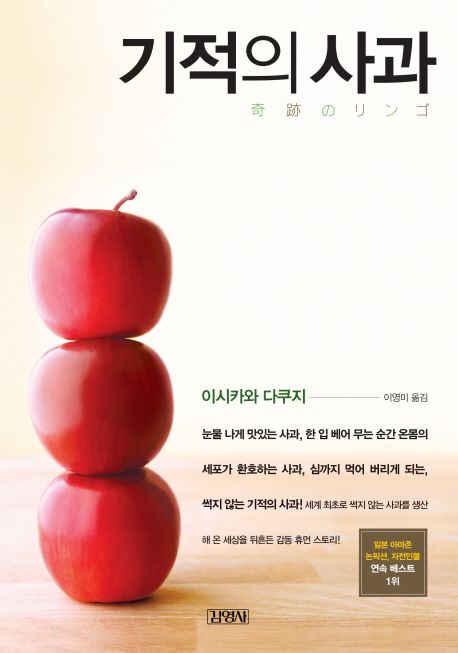 기적의 사과
奇跡のリンゴ
이시카와 다쿠지
이영미 옮김
눈물 나게 맛있는 사과, 한 입 베어 무는 순간 온몸의
세포가 환호하는 사과, 심까지 먹어 버리게 되는,
썩지 않는 기적의 사과! 세계 최초로 썩지 않는 사과를 생산
해 온 세상을 뒤흔든 감동 휴먼 스토리!
일본 아마존
논픽션, 자전인물
연속 베스트
1위
김영사